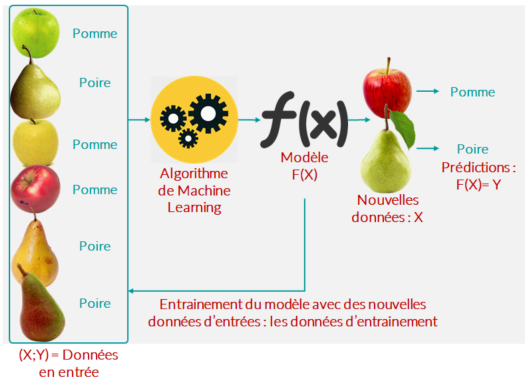 Pomme
Poire
Pomme
Pomme
Poire
Poire
(X;Y) = Données
en entrée
Algorithme
de Machine
Learning
f(x)
Modèle
F(X)
Nouvelles
données : X
Pomme
Poire
Prédictions :
F(X)= Y
Entrainement du modèle avec des nouvelles
données d'entrées : les données d'entrainement